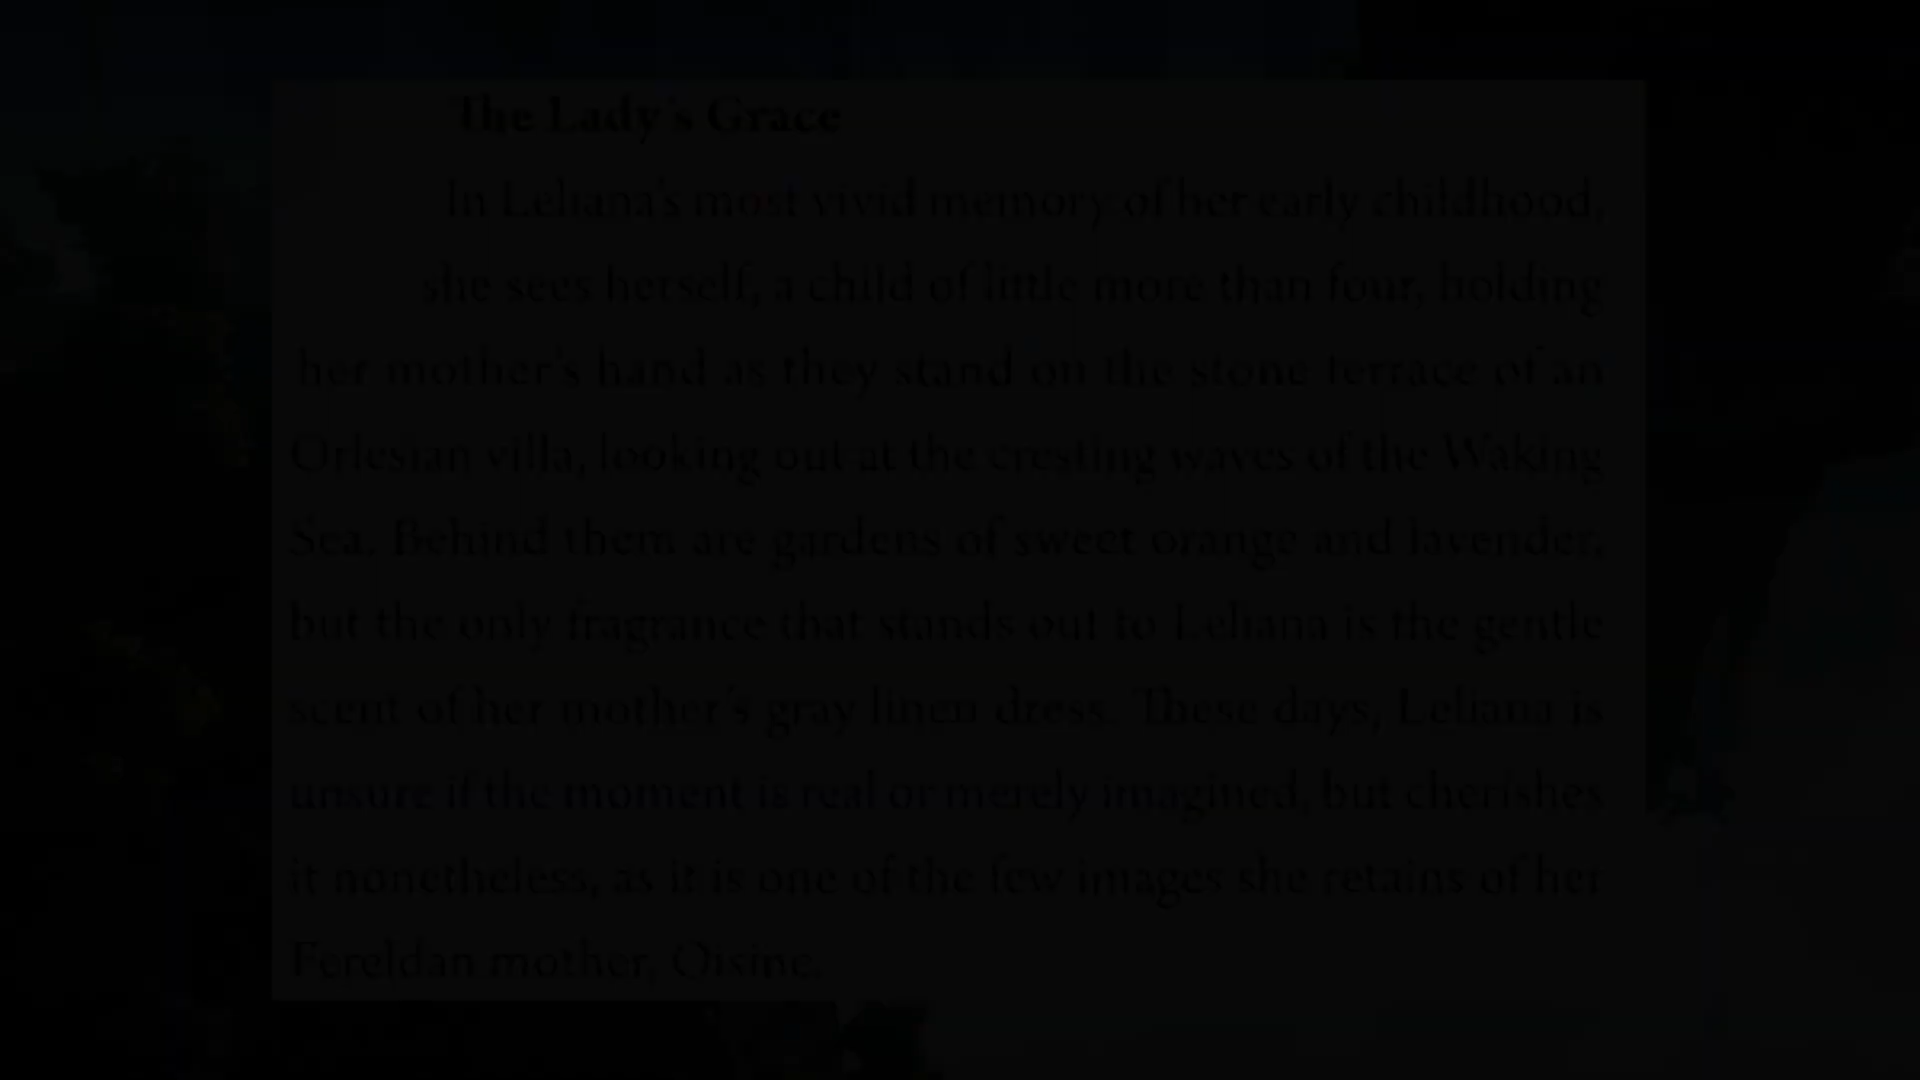 The Lady's Grace
In Leliana's most vivid memory of her early childhood,
she sees herself, a child of little more than four, holding
her mother's hand as they stand on the stone terrace of an
Orlesian villa, looking out at the cresting waves of the Waking
Sea. Behind them are gardens of sweet orange and lavender,
but the only fragrance that stands out to Leliana is the gentle
scent of her mother's gray linen dress. These days, Leliana is
unsure if the moment is real or merely imagined, but cherishes
it nonetheless, as it is one of the few images she retains of her
Fereldan mother, Oisine.